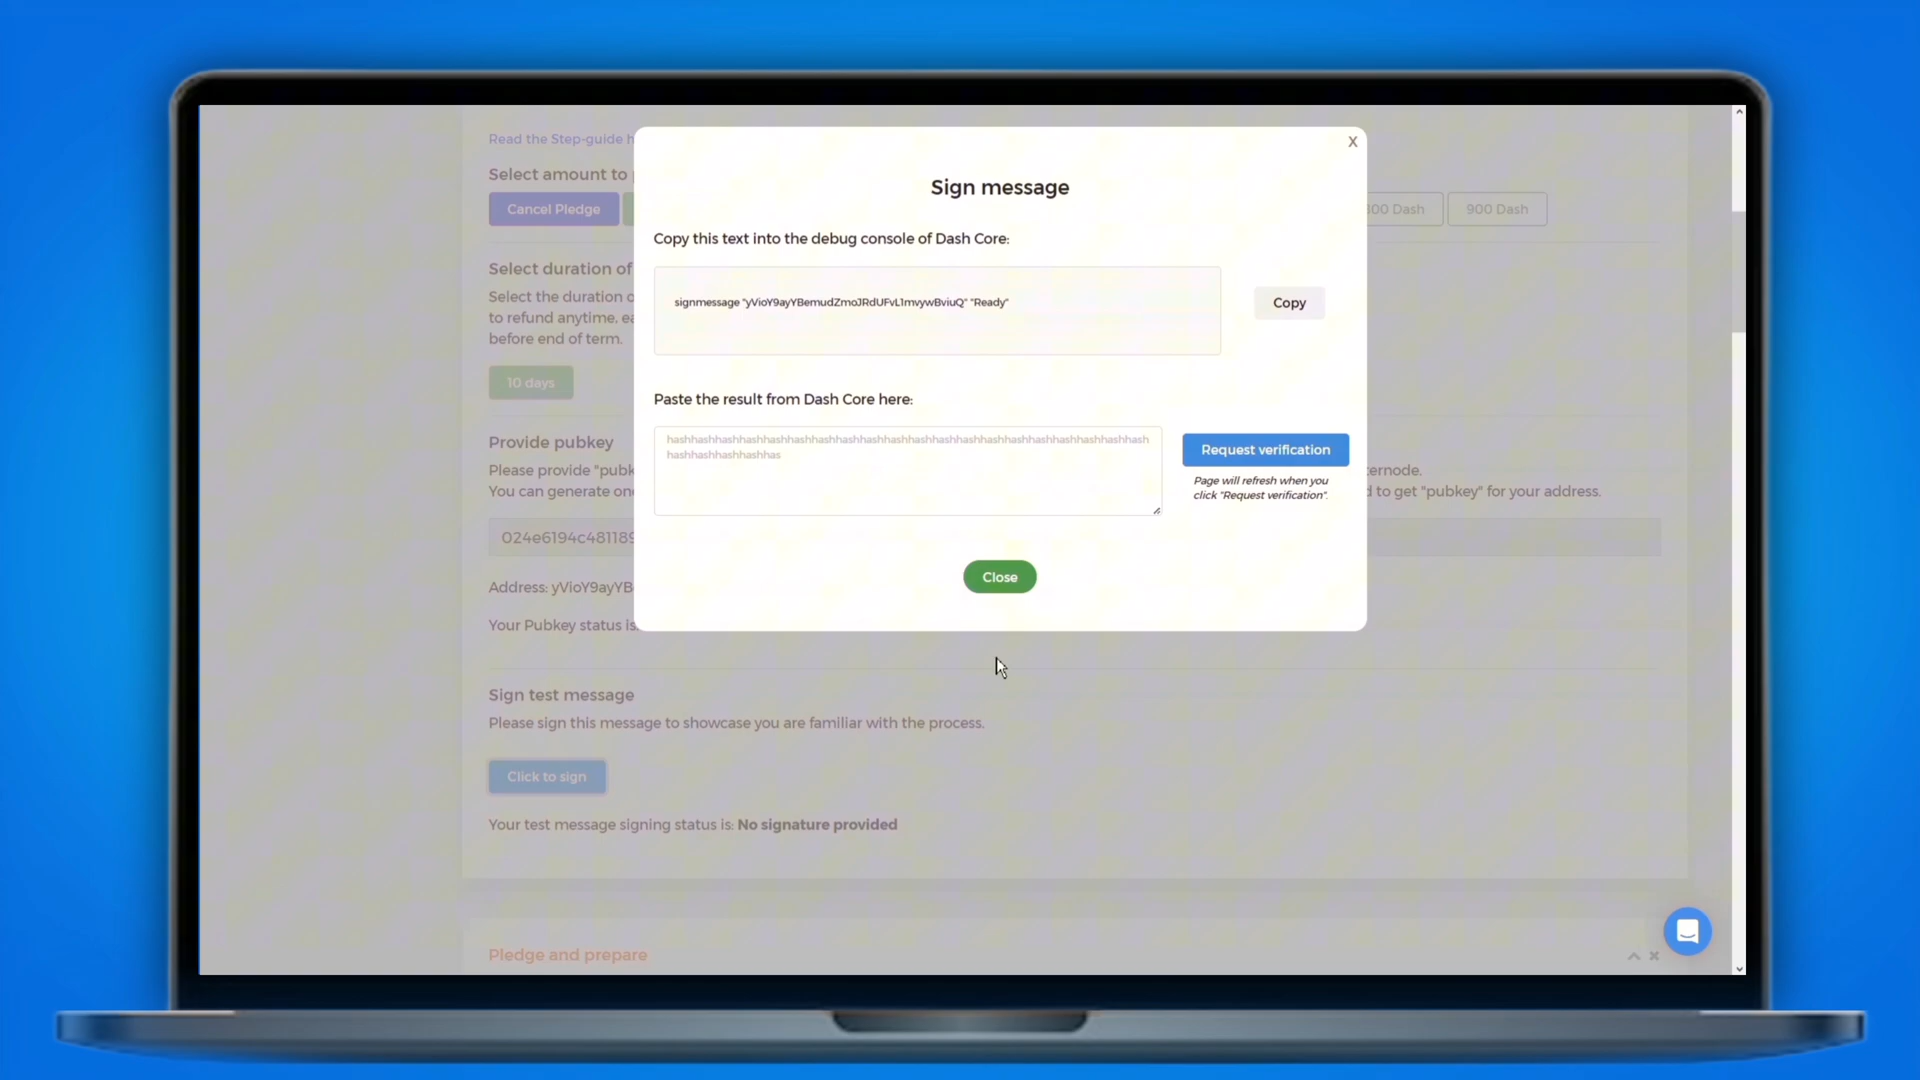 Read the Step-guide h
X
Sign message
Select amount to
Cancel Pledge
00 Dash
900 Dash
Copy this text into the debug console of Dash Core:
Select duration of
Select the duration
to refund anytime, ea
before end of term.
signmessage "yVioY9ayYBemudZmoJRdUFvL1mvywBviuQ" "Ready"
Copy
10 days
Paste the result from Dash Core here:
Provide pubkey
hashhashhashhashhashhashhashhashhashhashhashhashhashhashhashhashhashhashhashhash
hashhashhashhashhas
Request verification
Please provide "pubk
ernode.
Page will refresh when you
click "Request verification".
You can generate one
d to get "pubkey" for your address.
024e6194c481189
Close
Address: yVioY9ayYB
Your Pubkey status is:
Sign test message
Please sign this message to showcase you are familiar with the process.
Click to sign
Your test message signing status is: No signature provided
Pledge and prepare